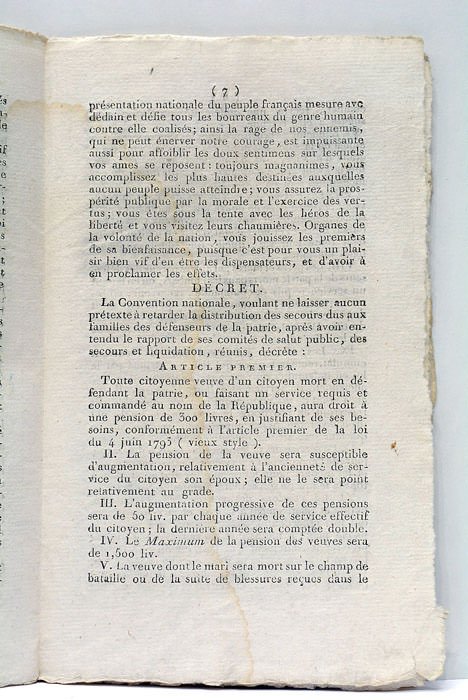 ( 7 )
présentation nationale du peuple français mesure avec
dédain et défie tous les bourreaux du genre humain
contre elle coalisés; ainsi la rage de nos ennemis,
qui ne peut énerver notre courage, est impuissante
aussi pour affoiblir les doux sentimens sur lesquels
vos ames se reposent : toujours magnanimes, vous
accomplissez les plus hautes destinées auxquelles
aucun peuple puisse atteindre; vous assurez la pros-
périté publique par la morale et l'exercice des ver-
tus; vous êtes sous la tente avec les héros de la
liberté et vous visitez leurs chaumières. Organes de
la volonté de la nation, vous jouissez les premiers
de sa bienfaisance, puisque c'est pour vous un plai-
sir bien vif d'en être les dispensateurs, et d'avoir à
en proclamer les effets.
DÉCRET.
La Convention nationale, voulant ne laisser aucun
prétexte à retarder la distribution des secours dus aux
familles des défenseurs de la patrie, après avoir en-
tendu le rapport de ses comités de salut public, des
secours et liquidation, réunis, décrète :
ARTICLE PREMIER.
Toute citoyenne veuve d'un citoyen mort en dé-
fendant la patrie, ou faisant un service requis et
commandé au nom de la République, aura droit à
une pension de 300 livres, en justifiant de ses be-
soins, conformément à l'article premier de la loi
du 4 juin 1793 ( vieux style ).
II. La pension de la veuve sera susceptible
d'augmentation, relativement à l'ancienneté de ser-
vice du citoyen son époux; elle ne le sera point
relativement au grade.
III. L'augmentation progressive de ces pensions
sera de 50 liv. par chaque année de service effectif
du citoyen; la dernière année sera comptée double.
IV. Le Maximum de la pension des veuves sera
de 1,500 liv.
V. La veuve dont le mari sera mort sur le champ de
bataille ou de la suite de blessures reçues dans le